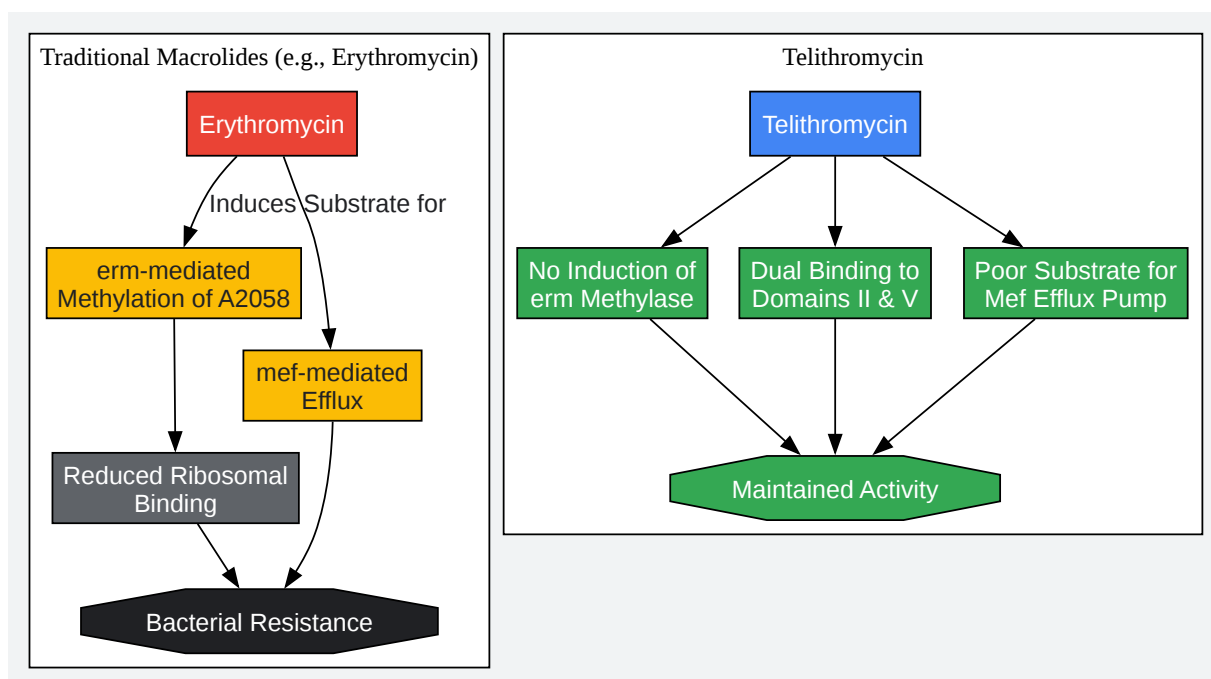 Traditional Macrolides (e.g., Erythromycin)
Erythromycin
Induces
Substrate for
erm-mediated
Methylation of A2058
mef-mediated
Efflux
Reduced Ribosomal
Binding
Bacterial Resistance
Telithromycin
Telithromycin
No Induction of
erm Methylase
Dual Binding to
Domains II & V
Poor Substrate for
Mef Efflux Pump
Maintained Activity